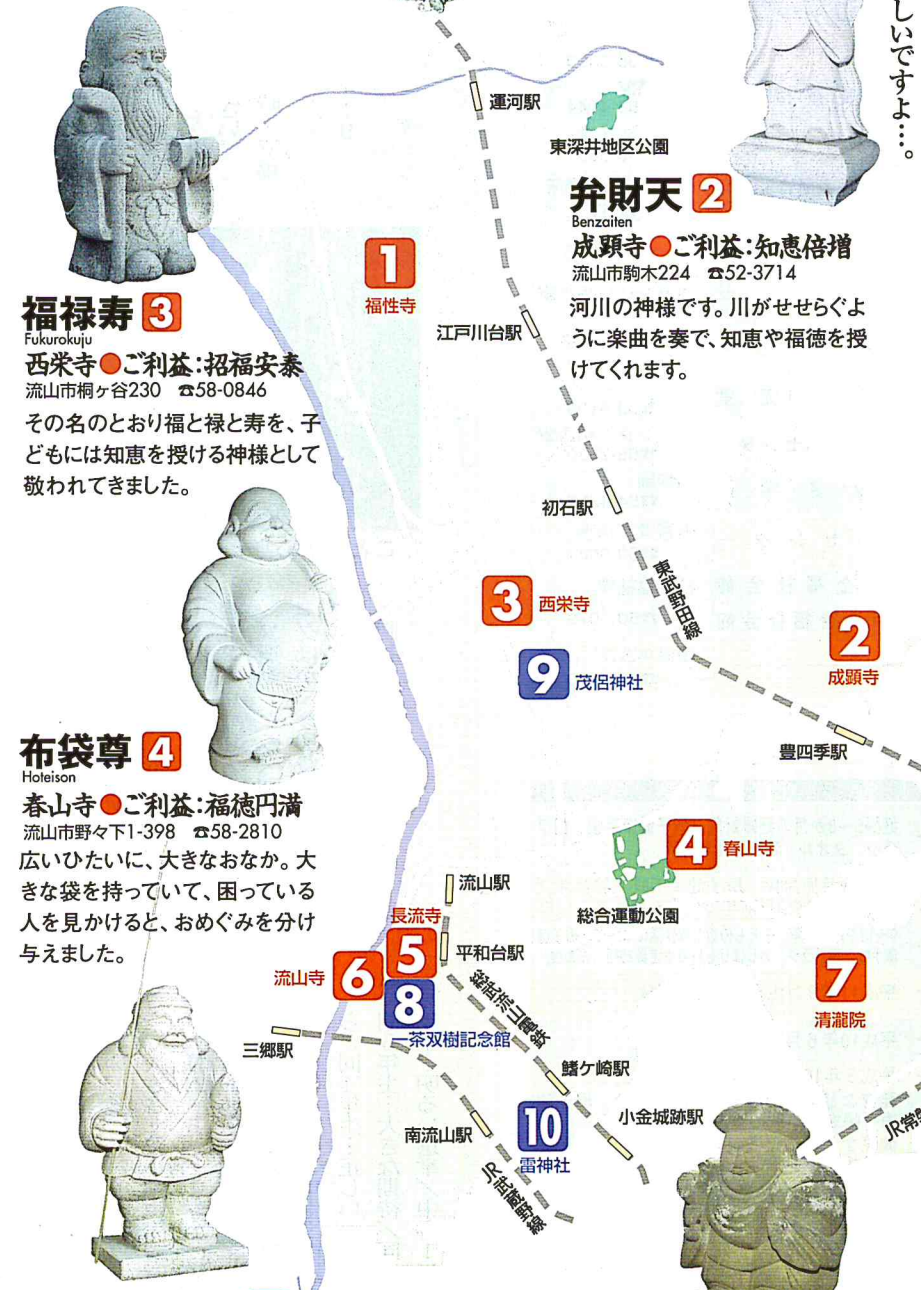 しいですよ…。
運河駅
東深井地区公園
弁財天 2
Benzaiten
成顕寺●ご利益:知恵倍増
流山市駒木224 ☎52-3714
河川の神様です。川がせせらぐよ
うに楽曲を奏で、知恵や福徳を授
けてくれます。
1
福性寺
福禄寿 3
Fukurokuju
西栄寺●ご利益:招福安泰
流山市桐ヶ谷230 ☎58-0846
その名のとおり福と禄と寿を、子
どもには知恵を授ける神様として
敬われてきました。
江戸川台駅
初石駅
東武野田線
3 西栄寺
9 茂侶神社
2
成顕寺
豊四季駅
布袋尊 4
Hoteison
春山寺●ご利益:福徳円満
流山市野々下1-398 ☎58-2810
広いひたいに、大きなおなか。大
きな袋を持っていて、困っている
人を見かけると、おめぐみを分け
与えました。
4 春山寺
総合運動公園
流山駅
長流寺
5
平和台駅
流山寺 6
8
一茶双樹記念館
総武流山電鉄
7
清瀧院
三郷駅
鰭ケ崎駅
南流山駅
10
雷神社
小金城跡駅
JR武蔵野線
JR常磐